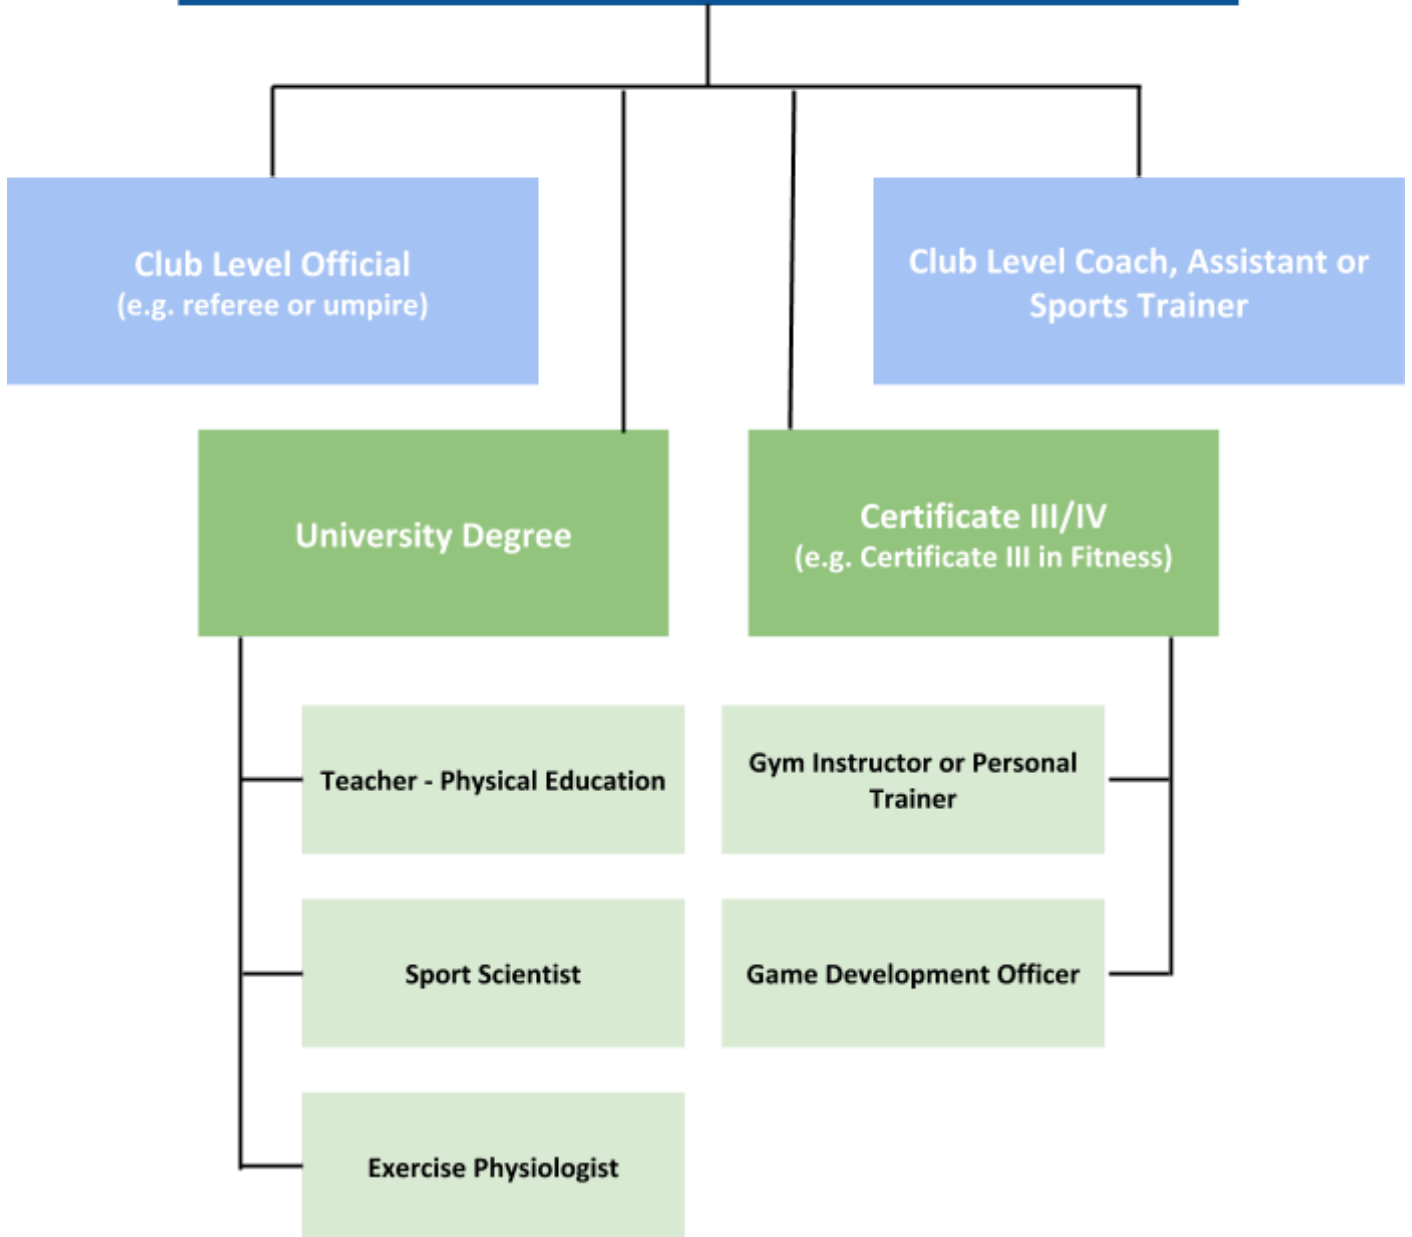 Club Level Official
(e.g. referee or umpire)
Club Level Coach, Assistant or
Sports Trainer
University Degree
Certificate III/IV
(e.g. Certificate III in Fitness)
Teacher - Physical Education
Gym Instructor or Personal
Trainer
Sport Scientist
Game Development Officer
Exercise Physiologist